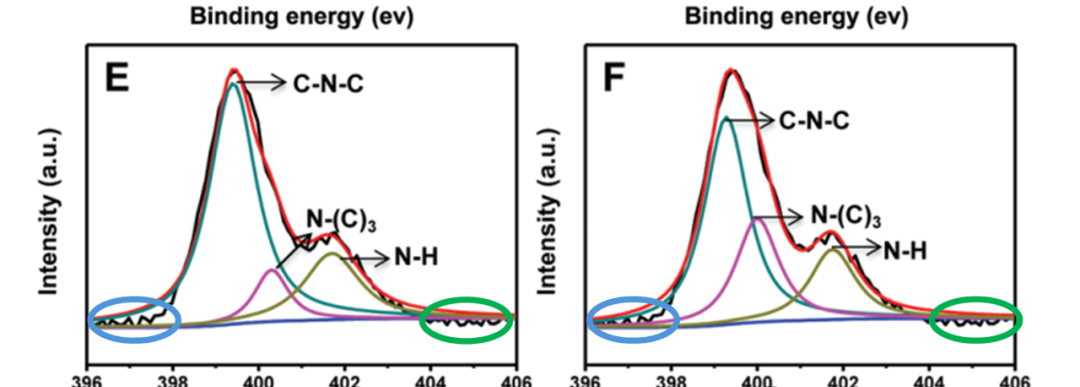 Binding energy (ev) Binding energy (ev)
E
C-N-C
N-(C)3
N-H
Intensity (a.u.)
396 398 400 402 404 406
F
C-N-C
N-(C)3
N-H
Intensity (a.u.)
396 398 400 402 404 406